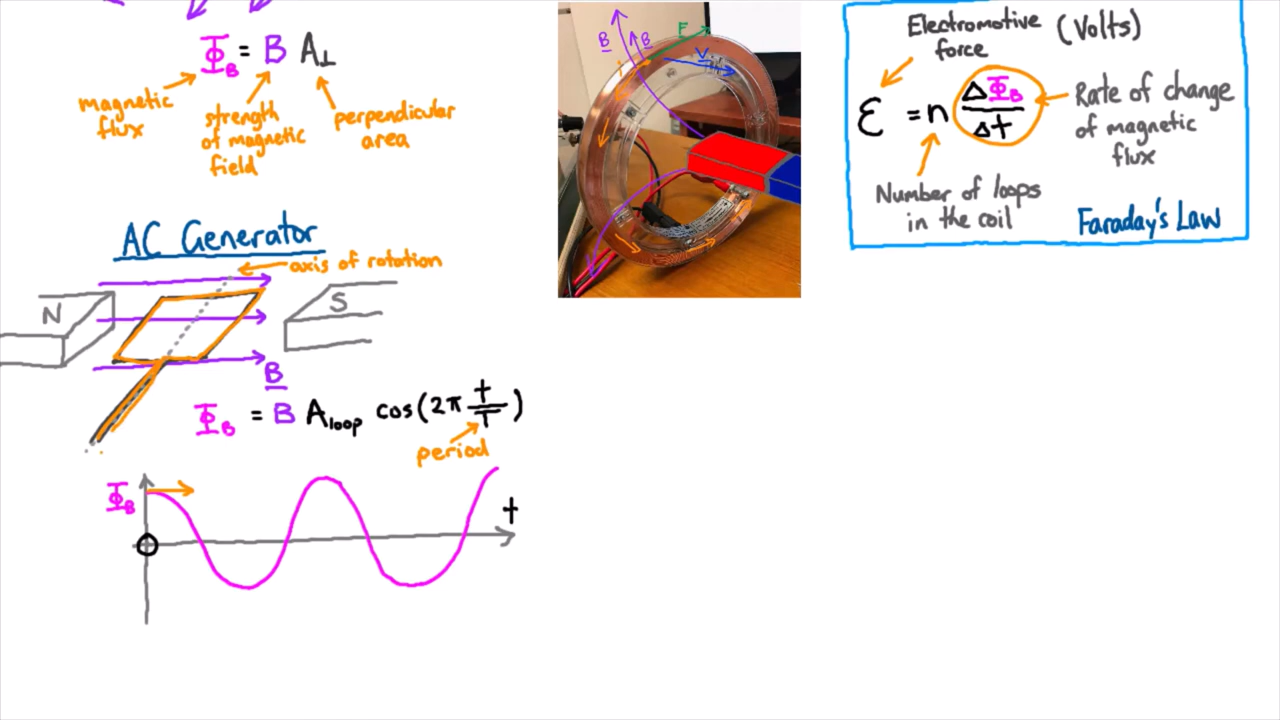 Φ_B = B A⊥
magnetic
flux
strength
of magnetic
field
perpendicular
area
B
B
F
V
i
Electromotive
force
(Volts)
ε = n ΔΦ_B/Δt
Rate of change
of magnetic
flux
Number of loops
in the coil
Faraday's Law
AC Generator
axis of rotation
N
S
B
Φ_B = B A_loop cos(2π t/T)
period
Φ_B
t